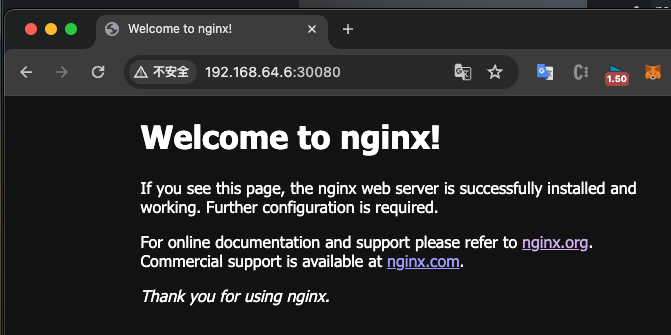 Welcome to nginx!
不安全 192.168.64.6:30080
1.50
Welcome to nginx!
If you see this page, the nginx web server is successfully installed and
working. Further configuration is required.
For online documentation and support please refer to nginx.org.
Commercial support is available at nginx.com.
Thank you for using nginx.